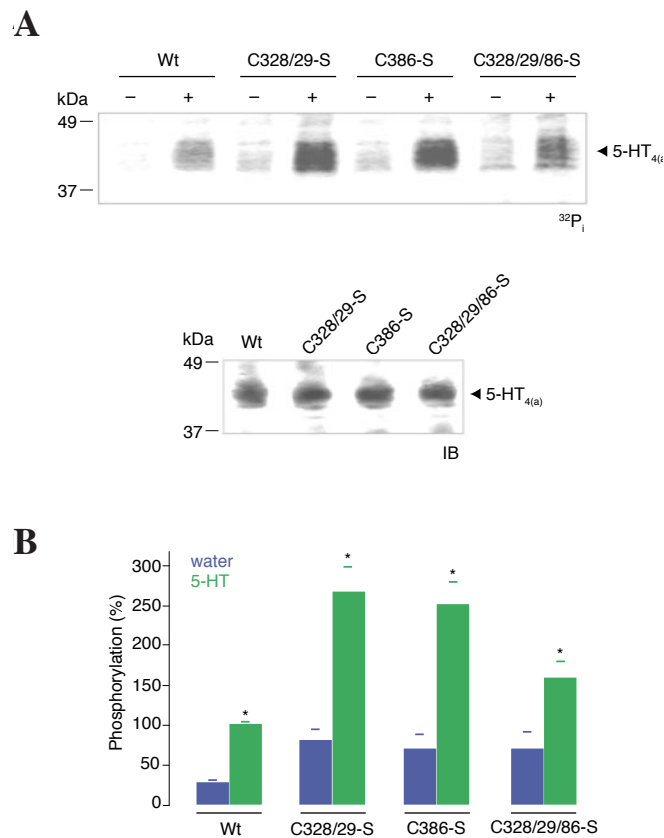 A
Wt C328/29-S C386-S C328/29/86-S
kDa – + – + – + – +
49
5-HT4(a)
37
32Pi
kDa Wt C328/29-S C386-S C328/29/86-S
49
5-HT4(a)
37
IB
B
Phosphorylation (%)
water
5-HT
300
250
200
150
100
50
0
* * * *
Wt C328/29-S C386-S C328/29/86-S